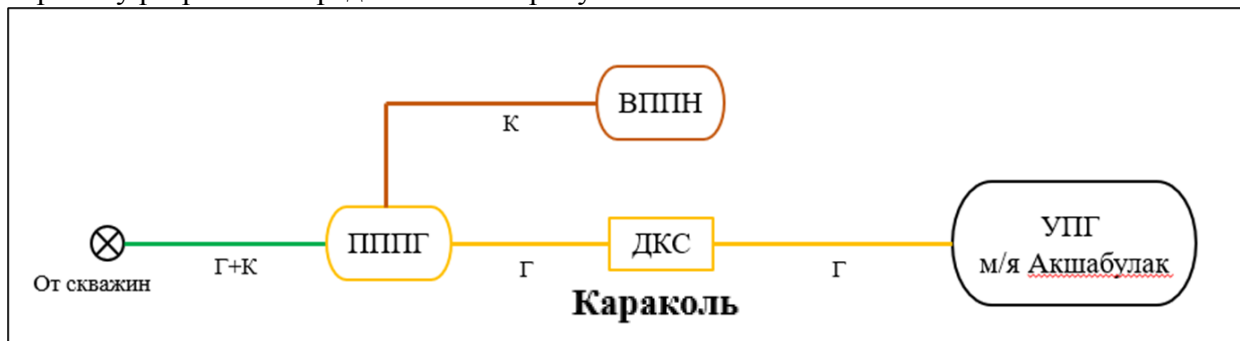 ВППН
К
ПППГ
ДКС
УПГ
м/я Акшабулак
От скважин
Г+К
Г
Г
Караколь